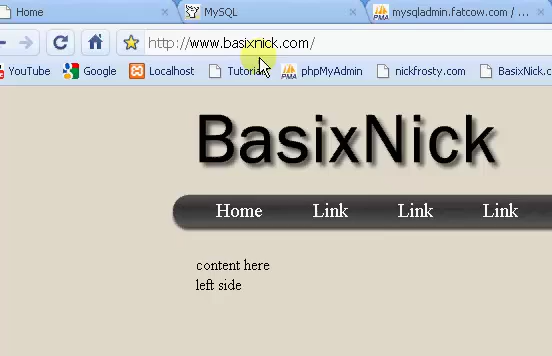 Home MySQL mysqladmin.fatcow.com / ...
http://www.basixnick.com/
YouTube Google Localhost Tutorial phpMyAdmin nickfrosty.com BasixNick.c
BasixNick
Home Link Link Link
content here
left side